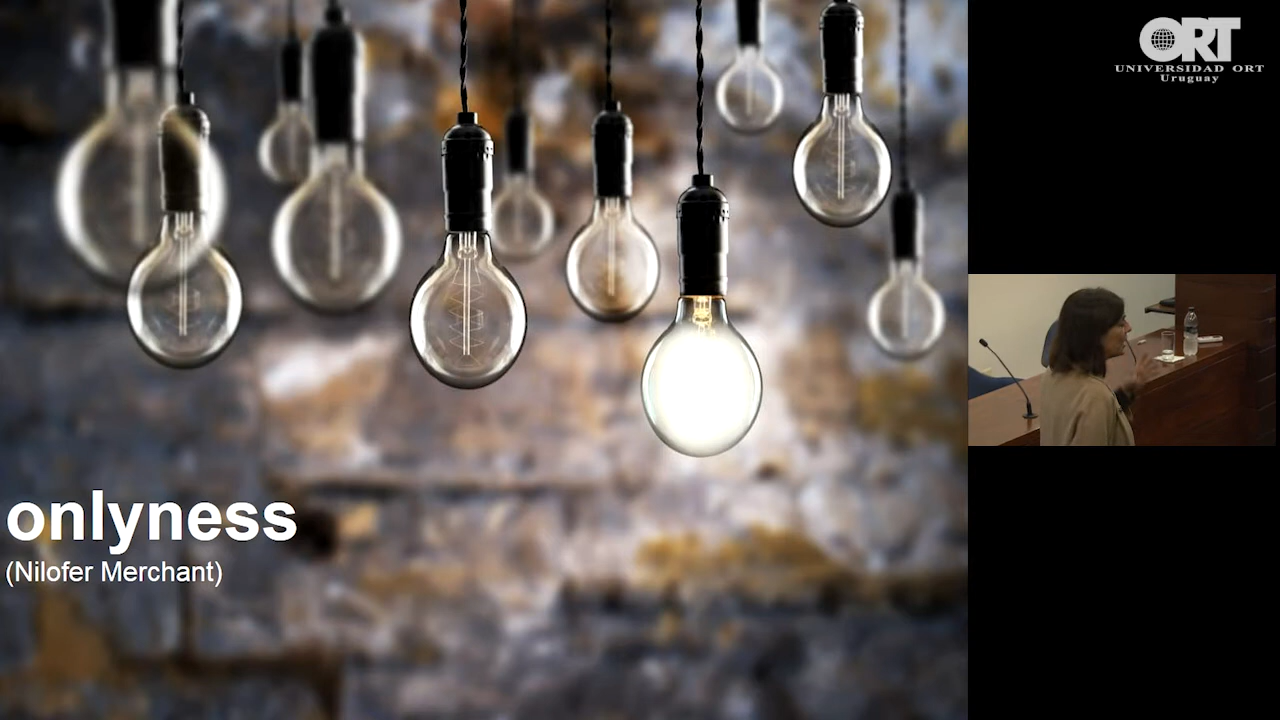 onlyness
(Nilofer Merchant)
ORT
UNIVERSIDAD ORT
Uruguay